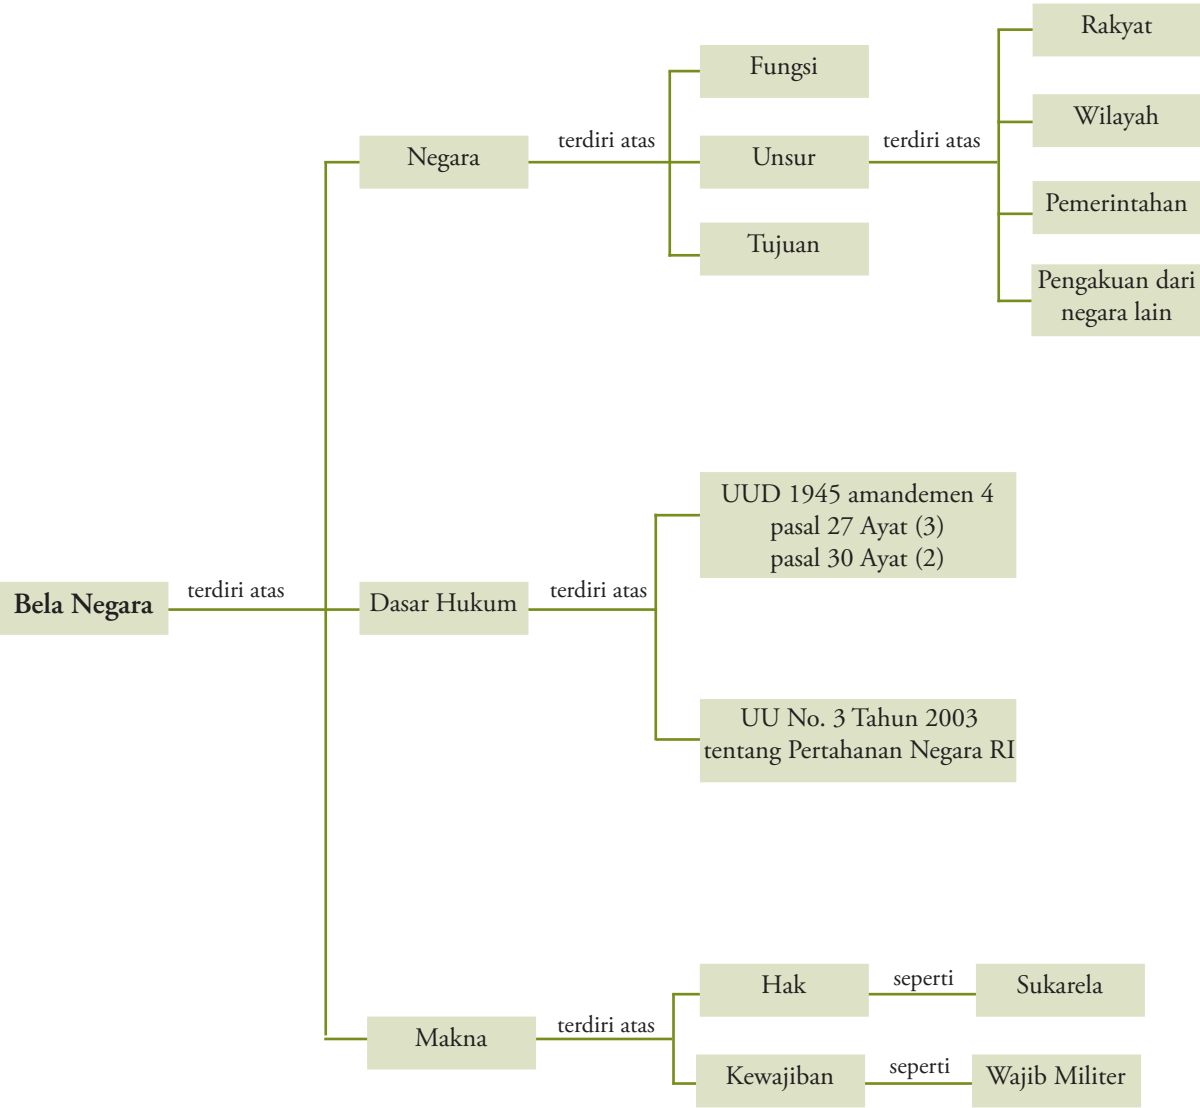 Rakyat
Fungsi
Wilayah
Negara
terdiri atas
Unsur
terdiri atas
Pemerintahan
Tujuan
Pengakuan dari
negara lain
UUD 1945 amandemen 4
pasal 27 Ayat (3)
pasal 30 Ayat (2)
Bela Negara
terdiri atas
Dasar Hukum
terdiri atas
UU No. 3 Tahun 2003
tentang Pertahanan Negara RI
Hak
seperti
Sukarela
Makna
terdiri atas
Kewajiban
seperti
Wajib Militer